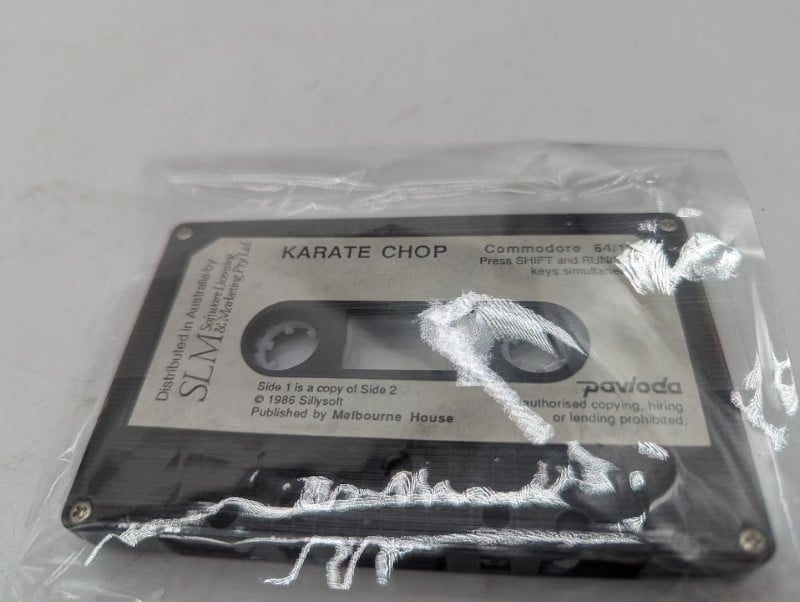 KARATE CHOP
Commodore 64/1
Press SHIFT and RUN/
keys simultane
Distributed in Australia by
SLM Software Licensing
& Marketing Pty Ltd
Side 1 is a copy of Side 2
© 1986 Sillysoft
Published by Melbourne House
pavloda
authorised copying, hiring
or lending prohibited.